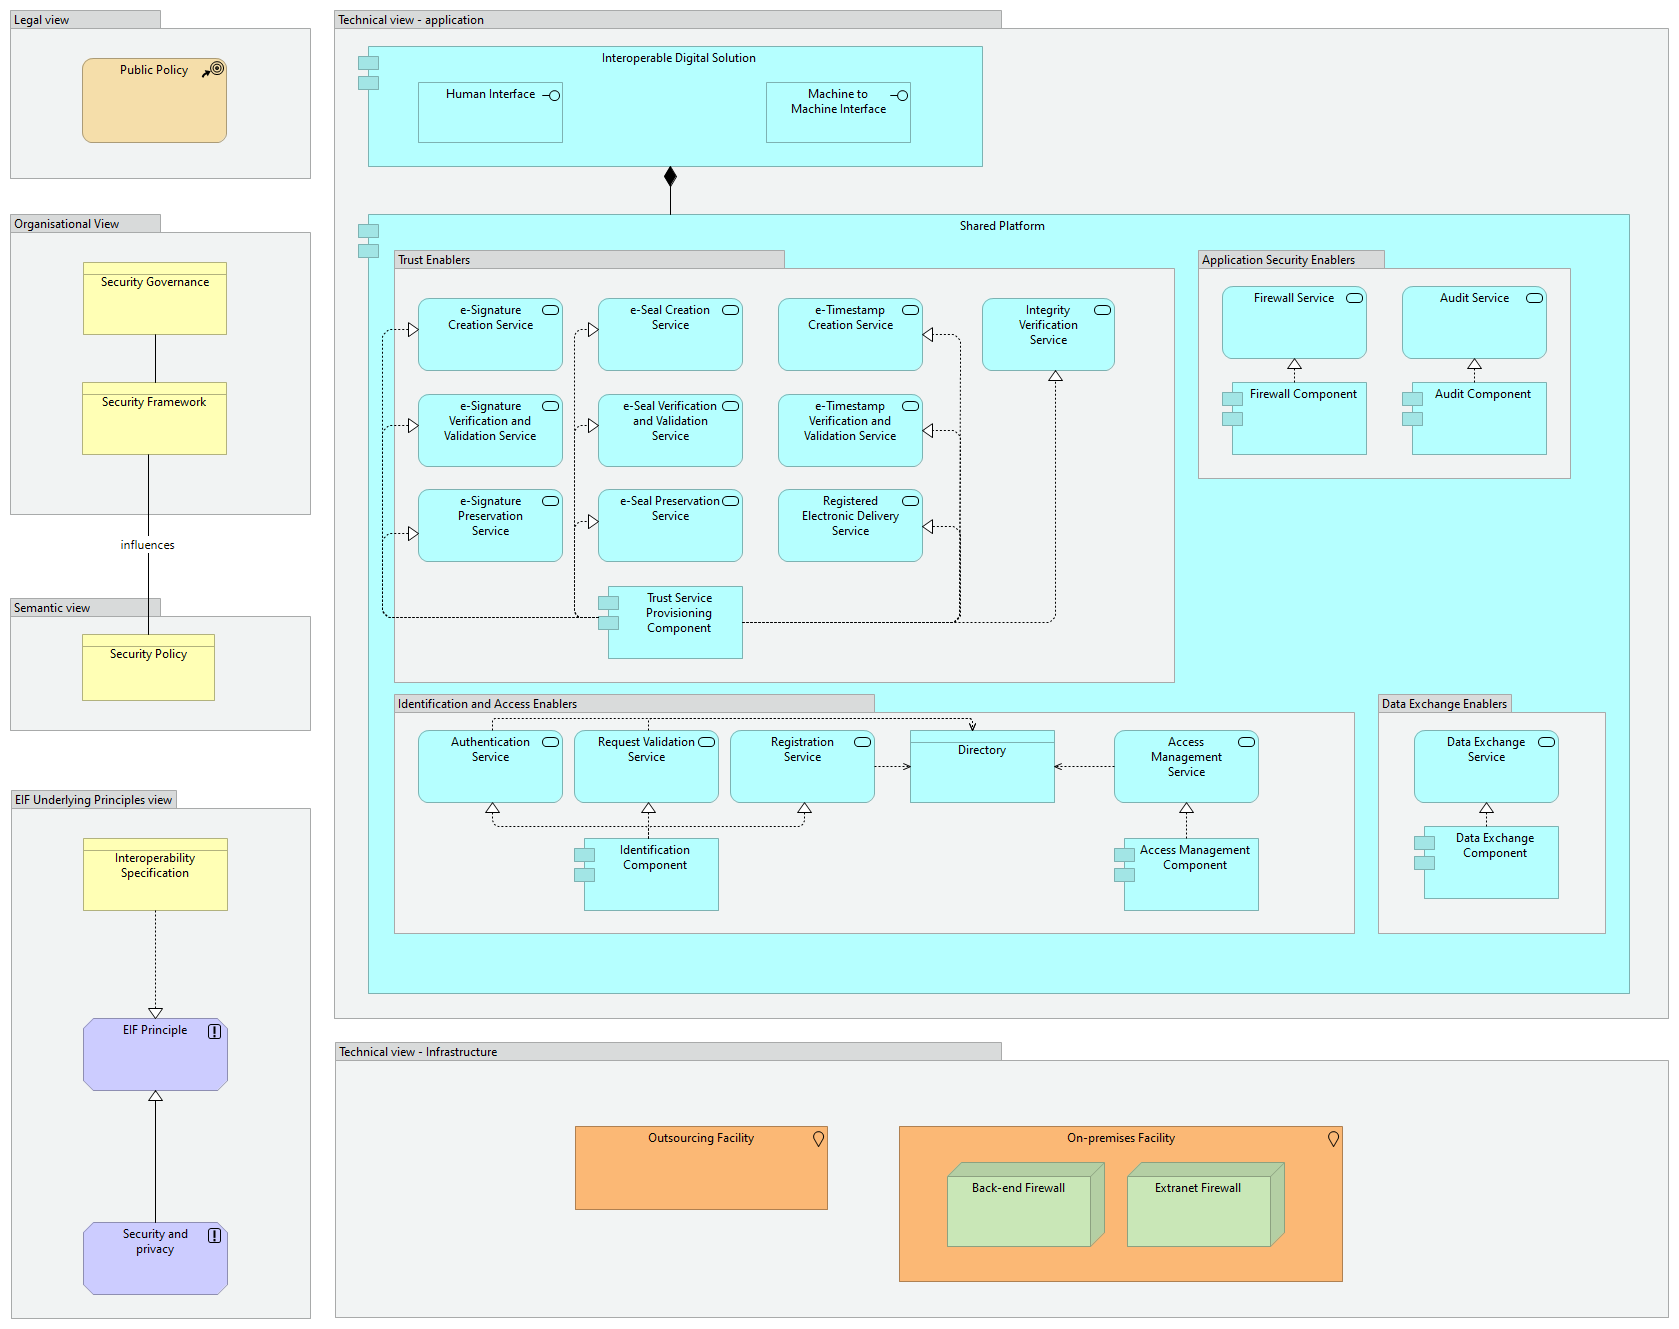 Legal view
Public Policy
Organisational View
Security Governance
Security Framework
influences
Semantic view
Security Policy
EIF Underlying Principles view
Interoperability
Specification
EIF Principle
Security and
privacy
Technical view - application
Interoperable Digital Solution
Human Interface
Machine to
Machine Interface
Shared Platform
Trust Enablers
e-Signature
Creation Service
e-Seal Creation
Service
e-Timestamp
Creation Service
Integrity
Verification
Service
e-Signature
Verification and
Validation Service
e-Seal Verification
and Validation
Service
e-Timestamp
Verification and
Validation Service
e-Signature
Preservation
Service
e-Seal Preservation
Service
Registered
Electronic Delivery
Service
Trust Service
Provisioning
Component
Application Security Enablers
Firewall Service
Audit Service
Firewall Component
Audit Component
Identification and Access Enablers
Authentication
Service
Request Validation
Service
Registration
Service
Directory
Access
Management
Service
Identification
Component
Access Management
Component
Data Exchange Enablers
Data Exchange
Service
Data Exchange
Component
Technical view - Infrastructure
Outsourcing Facility
On-premises Facility
Back-end Firewall
Extranet Firewall